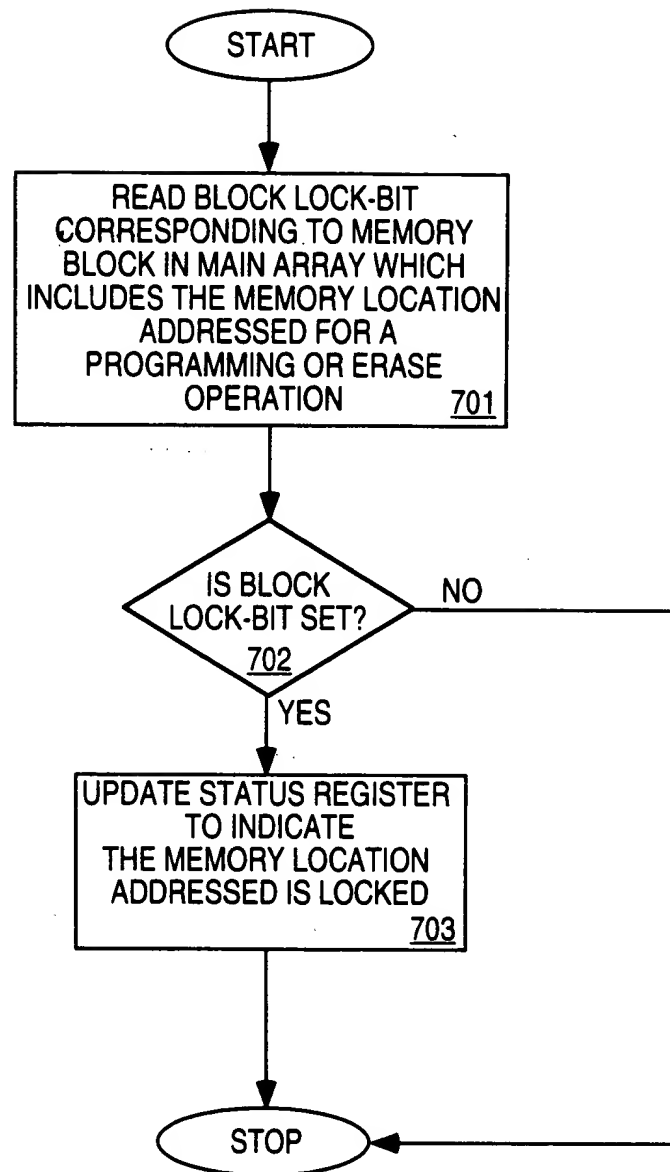 START
READ BLOCK LOCK-BIT
CORRESPONDING TO MEMORY
BLOCK IN MAIN ARRAY WHICH
INCLUDES THE MEMORY LOCATION
ADDRESSED FOR A
PROGRAMMING OR ERASE
OPERATION
701
IS BLOCK
LOCK-BIT SET?
702
NO
YES
UPDATE STATUS REGISTER
TO INDICATE
THE MEMORY LOCATION
ADDRESSED IS LOCKED
703
STOP